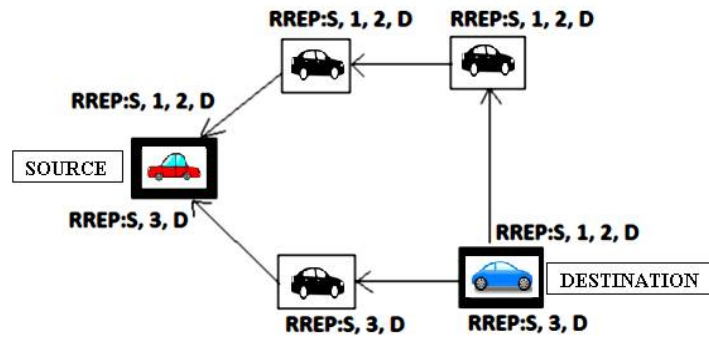 RREP:S, 1, 2, D
RREP:S, 1, 2, D
RREP:S, 1, 2, D
SOURCE
RREP:S, 3, D
RREP:S, 1, 2, D
DESTINATION
RREP:S, 3, D
RREP:S, 3, D